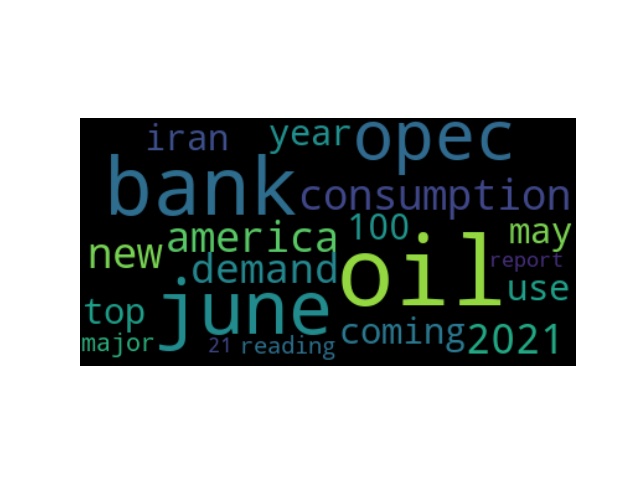 iran year opec
bank consumption
new america 100 may
demand oil report
top june use
major 21 reading coming 2021